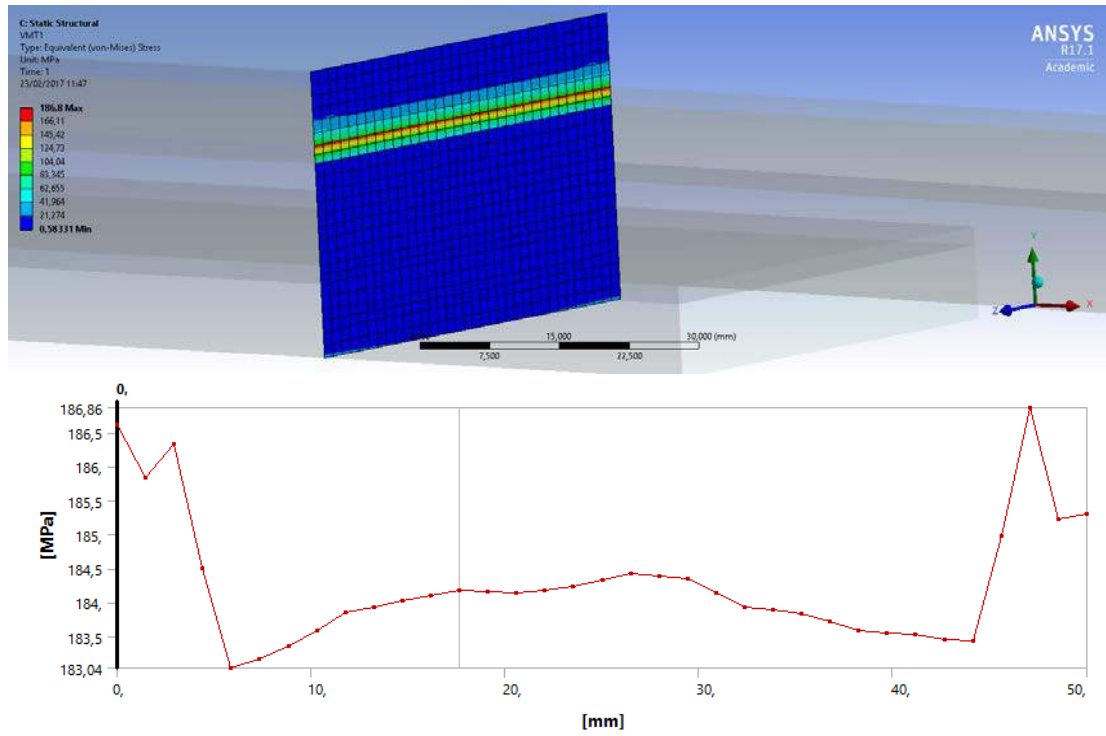 C: Static Structural
VMT1
Type: Equivalent (von-Mises) Stress
Unit: MPa
Time: 1
23/02/2017 11:47
186,8 Max
166,11
145,42
124,73
104,04
83,345
62,655
41,964
21,274
0,58331 Min
ANSYS
R17.1
Academic
Y
Z
X
15,000
30,000 (mm)
7,500
22,500
0,
186,86
186,5
186,
185,5
185,
184,5
184,
183,5
183,04
[MPa]
0,
10,
20,
30,
40,
50,
[mm]